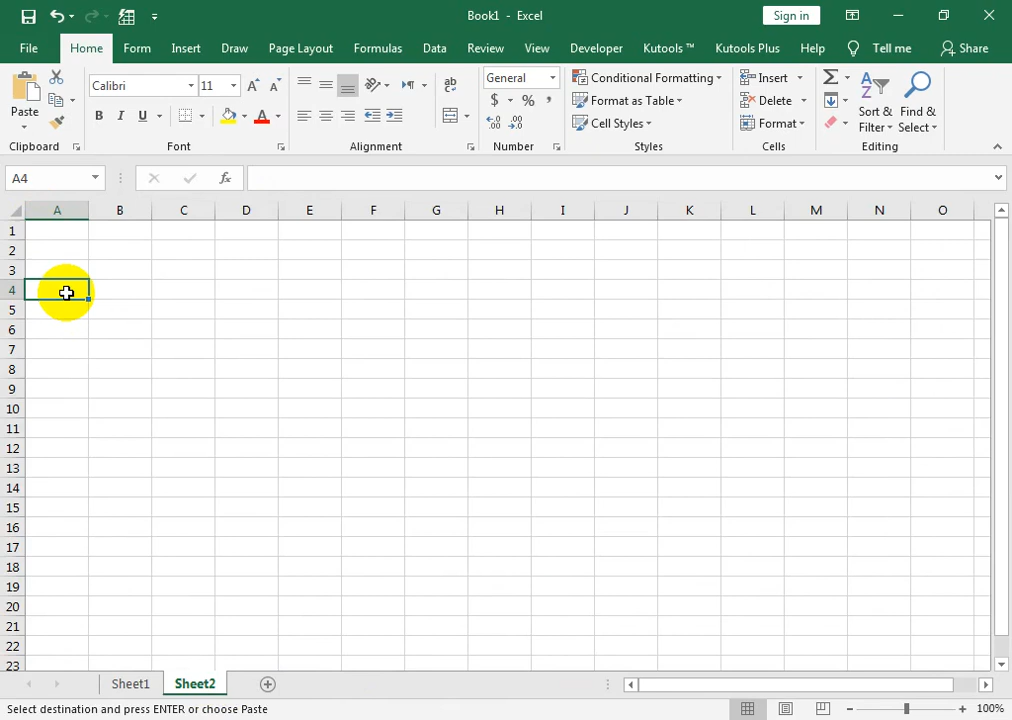 Book1 - Excel
Sign in
File Home Form Insert Draw Page Layout Formulas Data Review View Developer Kutools ™ Kutools Plus Help Tell me Share
Paste
Clipboard
Calibri 11
B I U A
Font
ab
Alignment
General
$ % ,
Number
Conditional Formatting
Format as Table
Cell Styles
Styles
Insert
Delete
Format
Cells
Sort & Filter
Find & Select
Editing
A4 fx
A B C D E F G H I J K L M N O
1
2
3
4
5
6
7
8
9
10
11
12
13
14
15
16
17
18
19
20
21
22
23
Sheet1 Sheet2
Select destination and press ENTER or choose Paste
100%